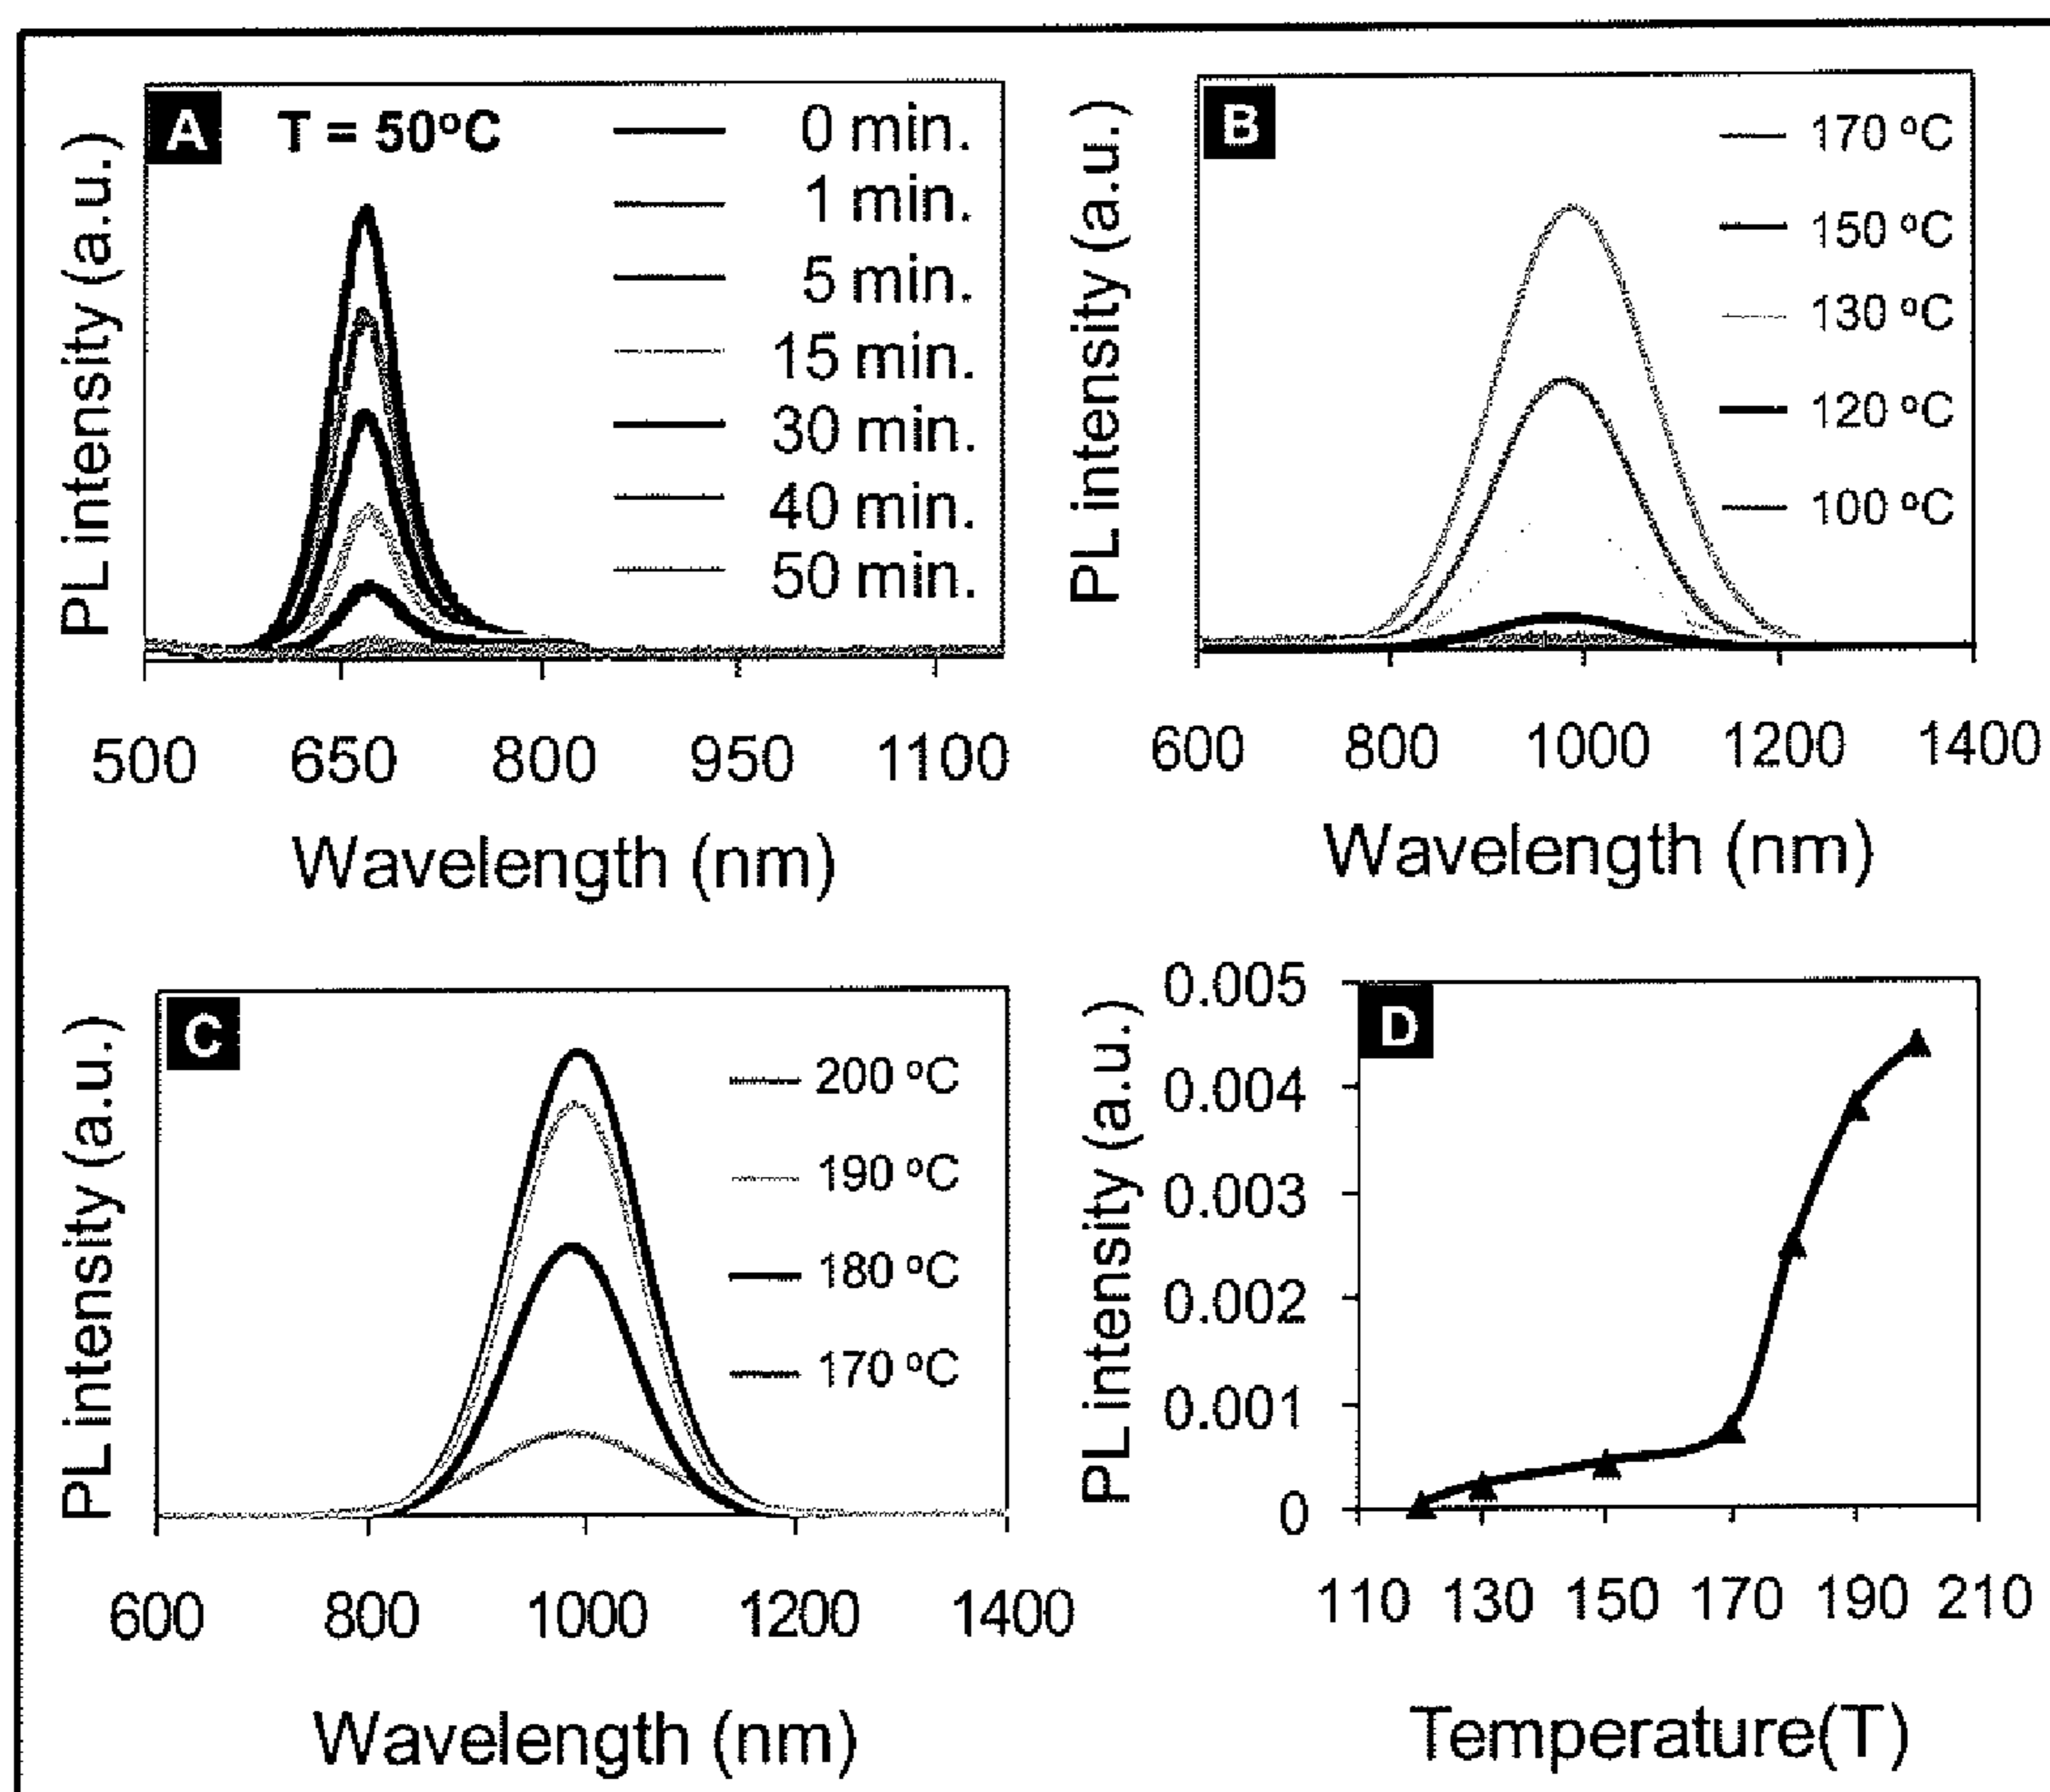 A
T = 50°C
0 min.
1 min.
5 min.
15 min.
30 min.
40 min.
50 min.
PL intensity (a.u.)
500 650 800 950 1100
Wavelength (nm)
B
170 °C
150 °C
130 °C
120 °C
100 °C
PL intensity (a.u.)
600 800 1000 1200 1400
Wavelength (nm)
C
200 °C
190 °C
180 °C
170 °C
PL intensity (a.u.)
600 800 1000 1200 1400
Wavelength (nm)
D
PL intensity (a.u.)
0.005
0.004
0.003
0.002
0.001
0
110 130 150 170 190 210
Temperature(T)